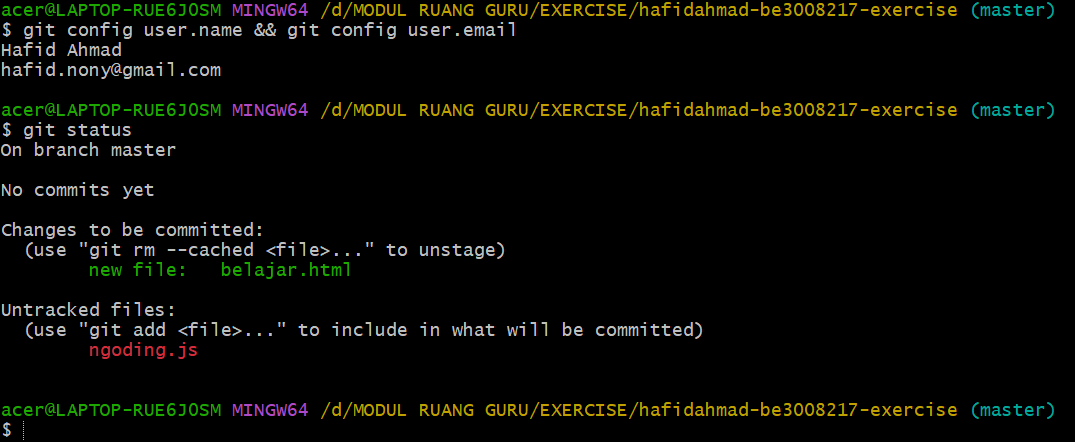 acer@LAPTOP-RUE6J0SM MINGW64 /d/MODUL RUANG GURU/EXERCISE/hafidahmad-be3008217-exercise (master)
$ git config user.name && git config user.email
Hafid Ahmad
hafid.nony@gmail.com
acer@LAPTOP-RUE6J0SM MINGW64 /d/MODUL RUANG GURU/EXERCISE/hafidahmad-be3008217-exercise (master)
$ git status
On branch master
No commits yet
Changes to be committed:
  (use "git rm --cached <file>..." to unstage)
        new file:   belajar.html
Untracked files:
  (use "git add <file>..." to include in what will be committed)
        ngoding.js
acer@LAPTOP-RUE6J0SM MINGW64 /d/MODUL RUANG GURU/EXERCISE/hafidahmad-be3008217-exercise (master)
$